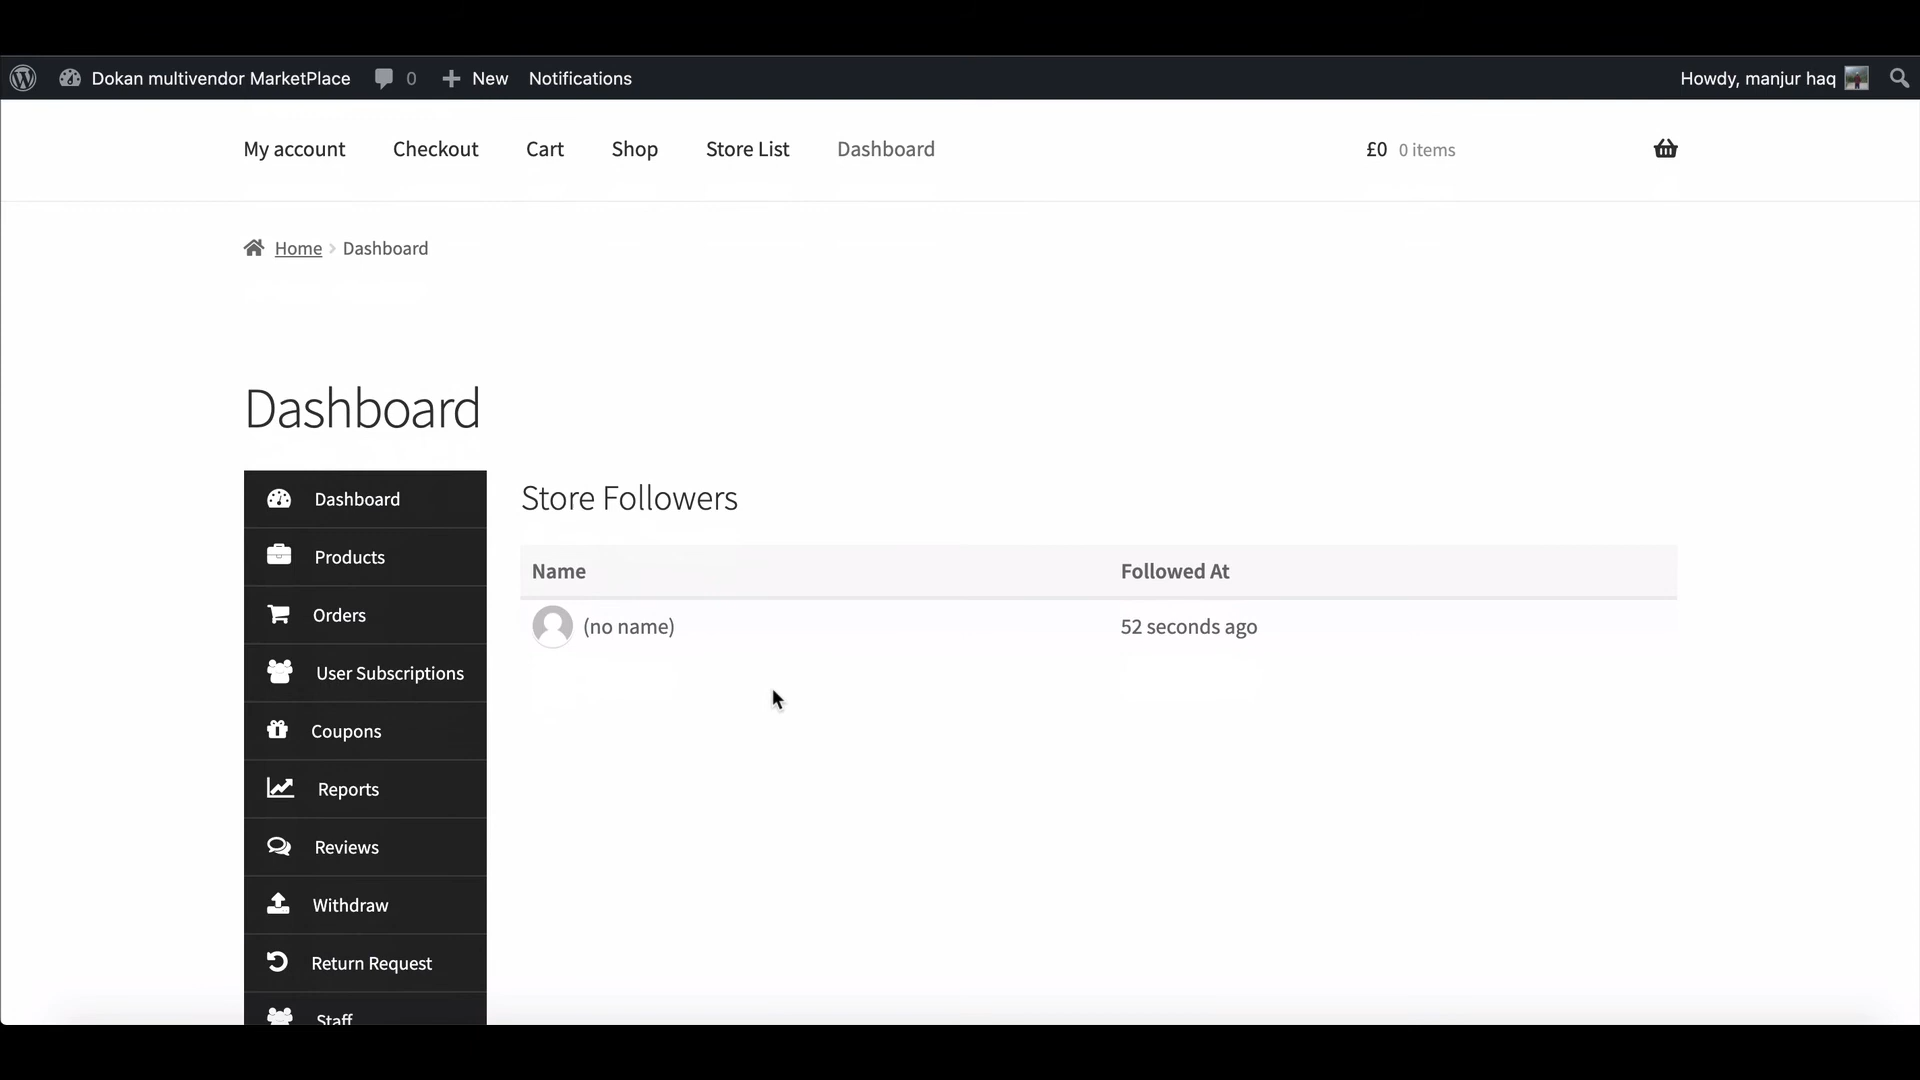 Dokan multivendor MarketPlace 0 New Notifications Howdy, manjur haq
My account Checkout Cart Shop Store List Dashboard £0 0 items
Home Dashboard
Dashboard
Dashboard
Products
Orders
User Subscriptions
Coupons
Reports
Reviews
Withdraw
Return Request
Staff
Store Followers
Name Followed At
(no name) 52 seconds ago